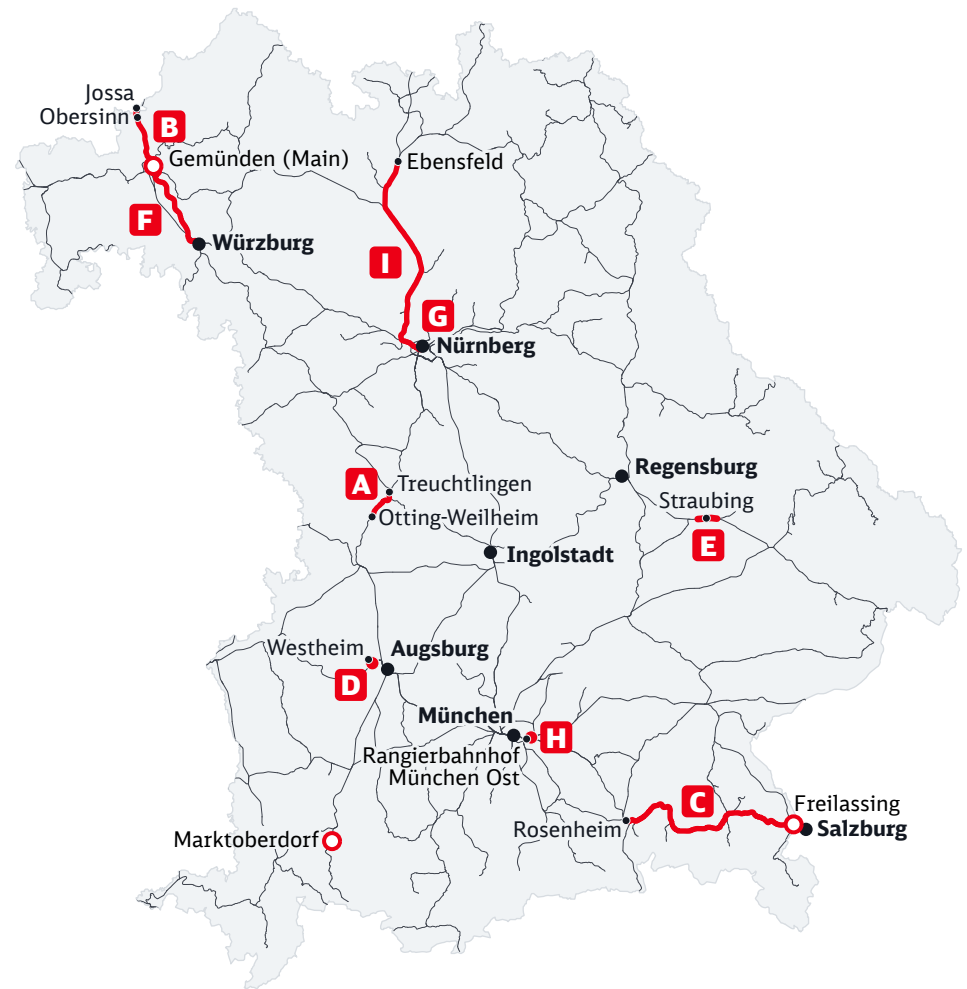 Jossa
Obersinn
B
Gemünden (Main)
Ebensfeld
F
Würzburg
I
G
Nürnberg
Regensburg
A
Treuchtlingen
Straubing
Otting-Weilheim
E
Ingolstadt
Westheim
Augsburg
D
München
H
Rangierbahnhof
München Ost
C
Freilassing
Rosenheim
Salzburg
Marktoberdorf